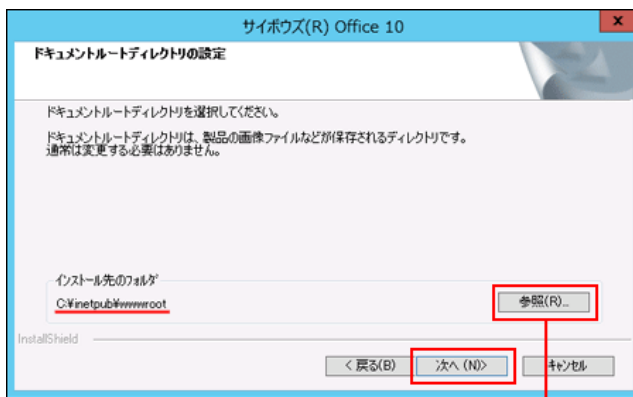 サイボウズ(R) Office 10
x
ドキュメントルートディレクトリの設定
ドキュメントルートディレクトリを選択してください。
ドキュメントルートディレクトリは、製品の画像ファイルなどが保存されるディレクトリです。
通常は変更する必要はありません。
インストール先のフォルダ
C:¥inetpub¥wwwroot
参照(R)...
InstallShield
< 戻る(B)
次へ (N)>
キャンセル